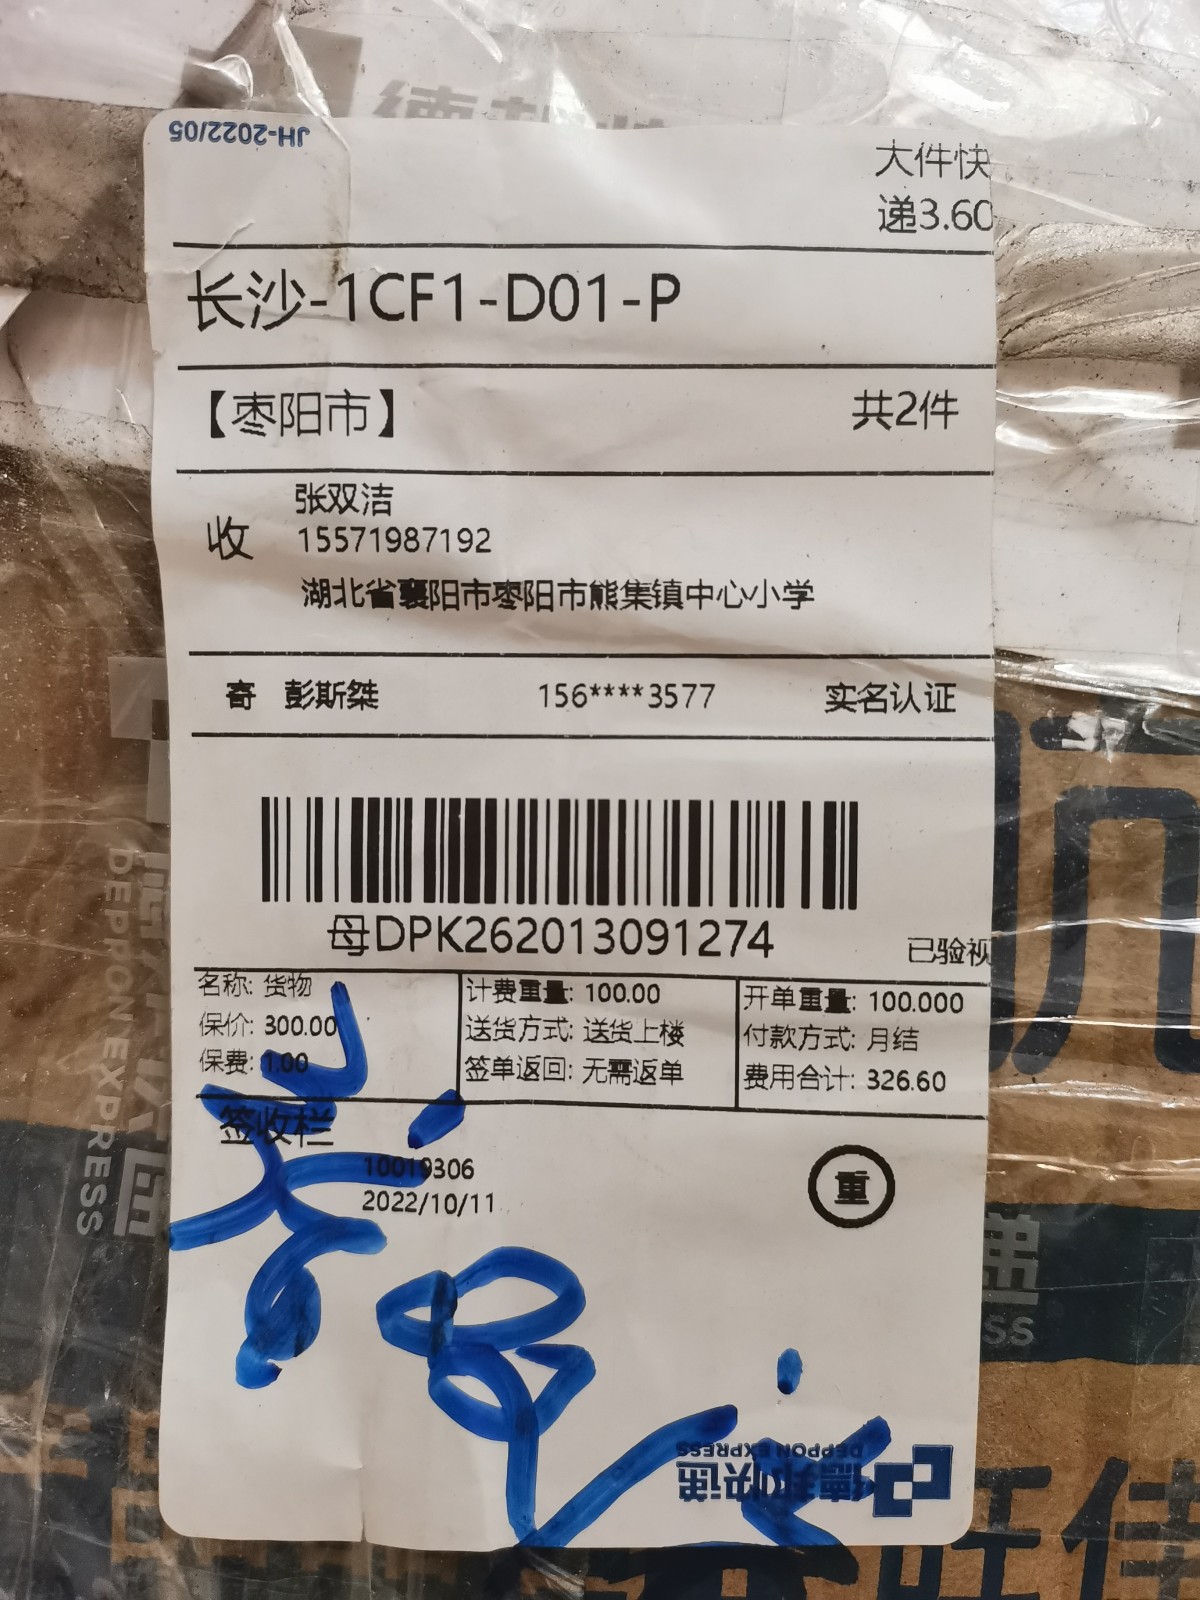 JH-2022/05
大件快
递3.60
长沙-1CF1-D01-P
【枣阳市】 共2件
收 张双洁
15571987192
湖北省襄阳市枣阳市熊集镇中心小学
寄 彭斯桀 156****3577 实名认证
母DPK262013091274
已验视
名称: 货物 计费重量: 100.00 开单重量: 100.000
保价: 300.00 送货方式: 送货上楼 付款方式: 月结
保费: 1.00 签单返回: 无需返单 费用合计: 326.60
签收栏
10019306
2022/10/11
重
德邦快递
DEPPON EXPRESS
DEPPON EXPRESS
递
SS